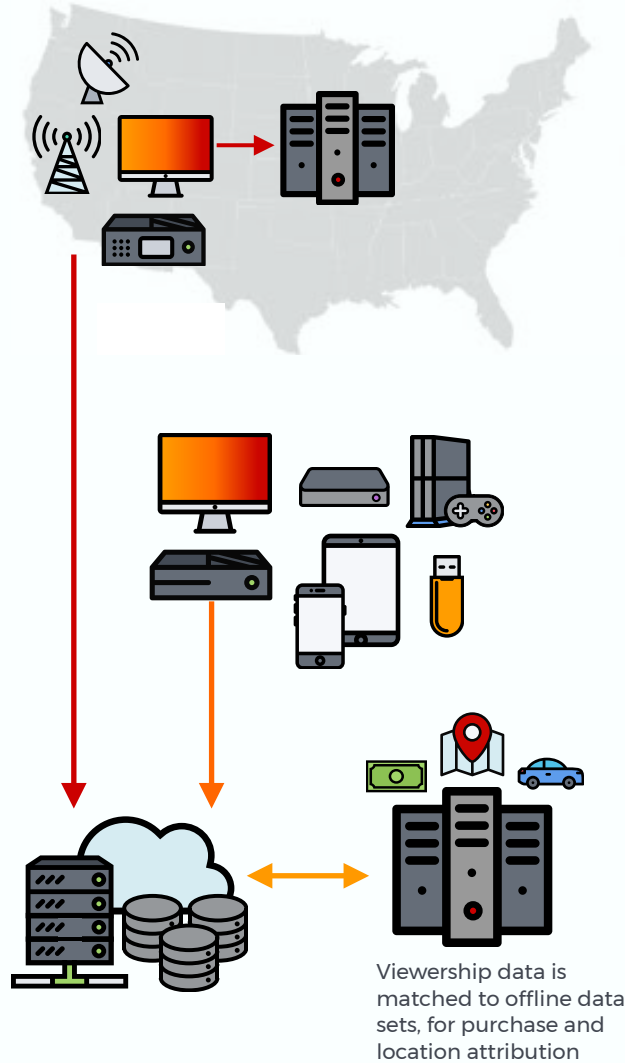 Viewership data is
matched to offline data
sets, for purchase and
location attribution